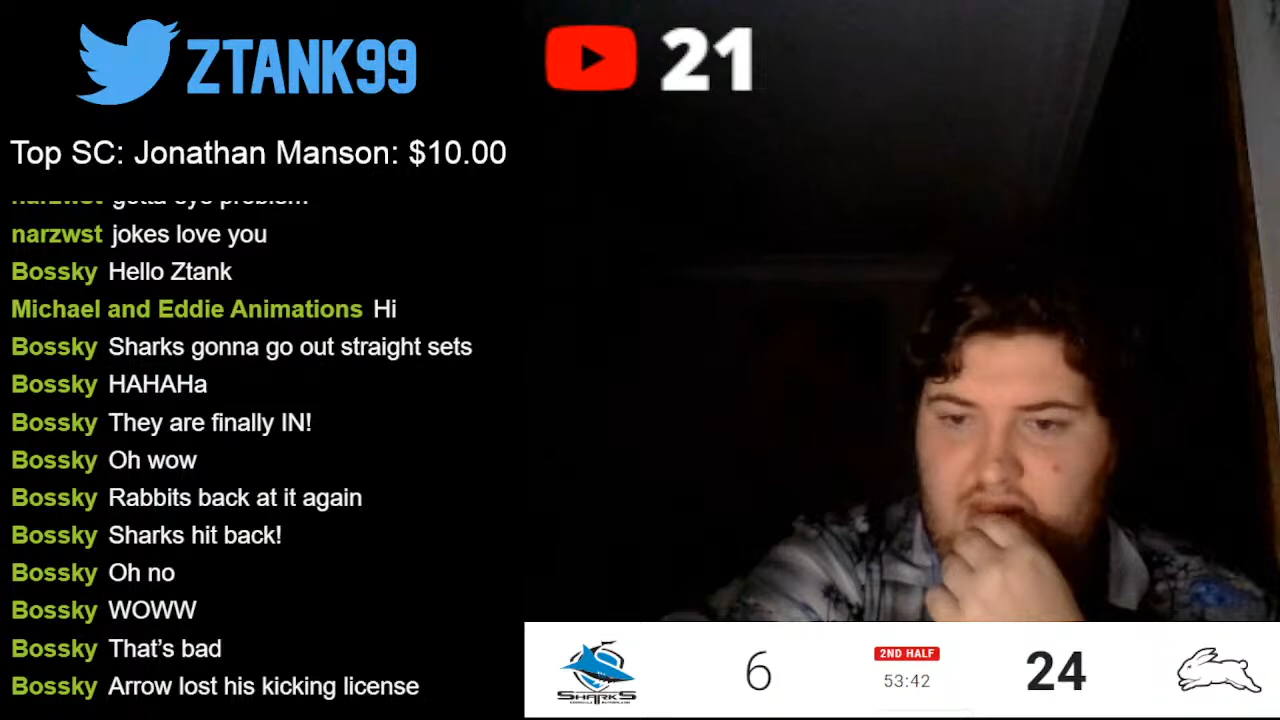 ZTANK99
21
Top SC: Jonathan Manson: $10.00
narzwst jokes love you
Bossky Hello Ztank
Michael and Eddie Animations Hi
Bossky Sharks gonna go out straight sets
Bossky HAHAHa
Bossky They are finally IN!
Bossky Oh wow
Bossky Rabbits back at it again
Bossky Sharks hit back!
Bossky Oh no
Bossky WOWW
Bossky That’s bad
Bossky Arrow lost his kicking license
SHARKS
6
2ND HALF
53:42
24